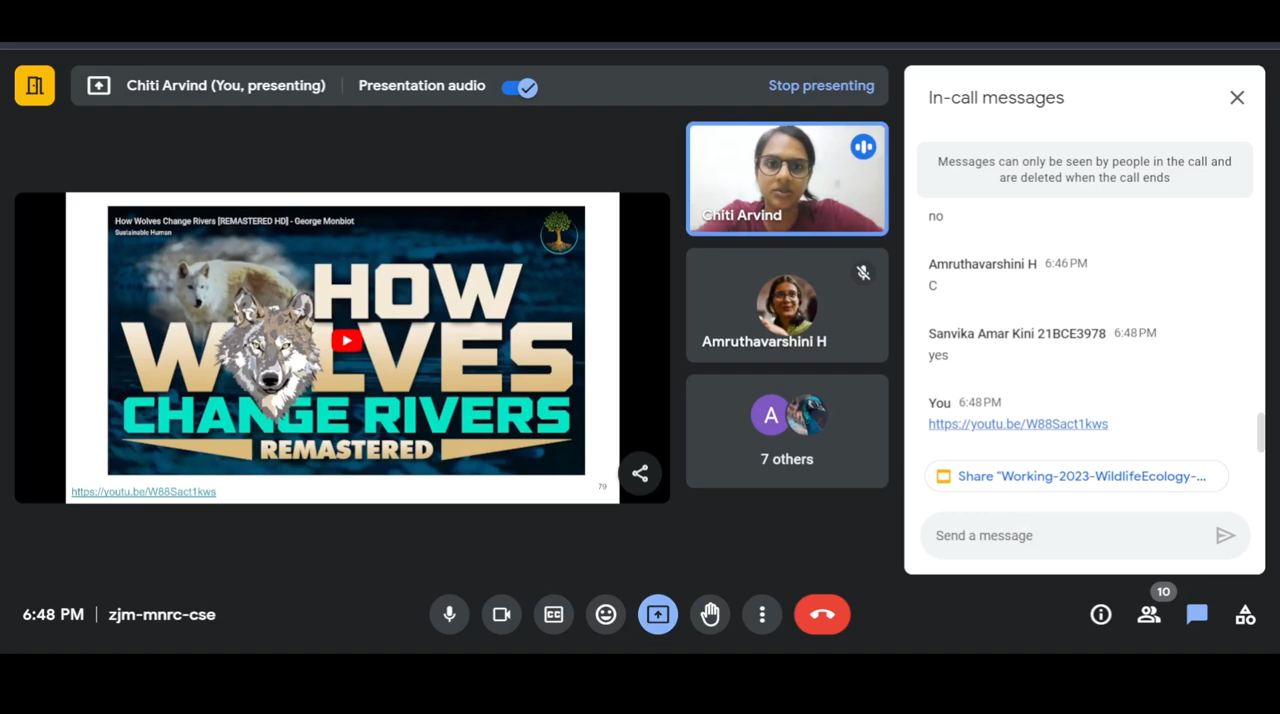 Chiti Arvind (You, presenting)
Presentation audio
Stop presenting
How Wolves Change Rivers [REMASTERED HD] - George Monbiot
Sustainable Human
HOW
WOLVES
CHANGE RIVERS
REMASTERED
https://youtu.be/W88Sact1kws
79
Chiti Arvind
Amruthavarshini H
A
7 others
In-call messages
Messages can only be seen by people in the call and
are deleted when the call ends
no
Amruthavarshini H 6:46 PM
C
Sanvika Amar Kini 21BCE3978 6:48 PM
yes
You 6:48 PM
https://youtu.be/W88Sact1kws
Share "Working-2023-WildlifeEcology-...
Send a message
6:48 PM | zjm-mnrc-cse
CC
10